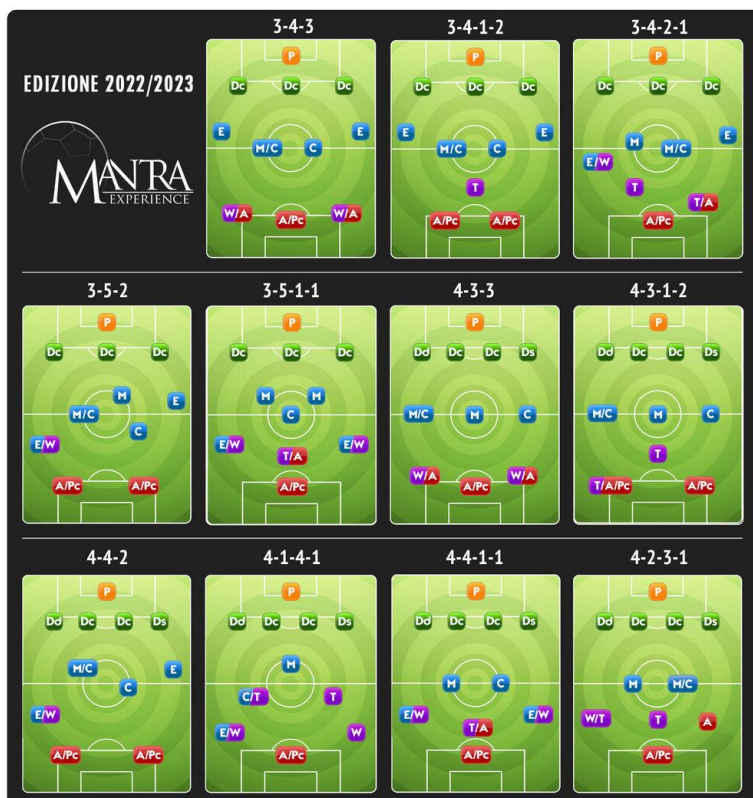 3-4-3 3-4-1-2 3-4-2-1
EDIZIONE 2022/2023
MANTRA
EXPERIENCE
P
Dc Dc Dc
E E
M/C C
W/A A/Pc W/A
P
Dc Dc Dc
E E
M/C C
T
A/Pc A/Pc
P
Dc Dc Dc
M M/C E
E/W
T T/A
A/Pc
3-5-2 3-5-1-1 4-3-3 4-3-1-2
P
Dc Dc Dc
M E
M/C
C
E/W
A/Pc A/Pc
P
Dc Dc Dc
M M
C
E/W E/W
T/A
A/Pc
P
Dd Dc Dc Ds
M/C M C
W/A A/Pc W/A
P
Dd Dc Dc Ds
M/C M C
T
T/A/Pc A/Pc
4-4-2 4-1-4-1 4-4-1-1 4-2-3-1
P
Dd Dc Dc Ds
M/C E
C
E/W
A/Pc A/Pc
P
Dd Dc Dc Ds
M
C/T T
E/W W
A/Pc
P
Dd Dc Dc Ds
M C
E/W E/W
T/A
A/Pc
P
Dd Dc Dc Ds
M M/C
W/T T A
A/Pc